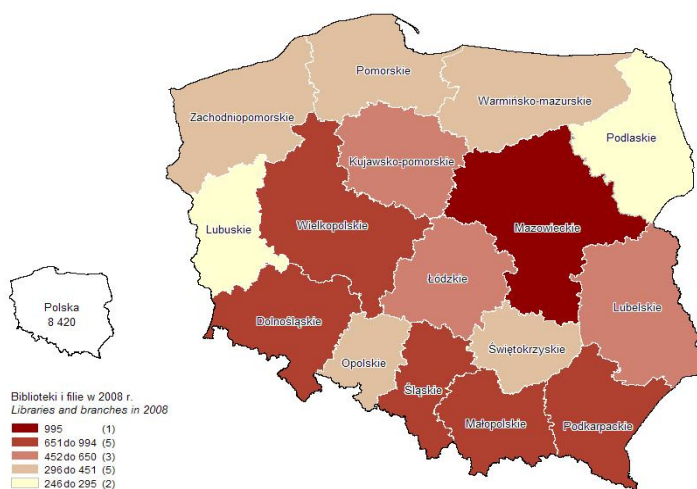 Pomorskie
Warmińsko-mazurskie
Zachodniopomorskie
Podlaskie
Kujawsko-pomorskie
Lubuskie
Wielkopolskie
Mazowieckie
Łódzkie
Lubelskie
Polska
8 420
Dolnośląskie
Opolskie
Świętokrzyskie
Śląskie
Małopolskie
Podkarpackie
Biblioteki i filie w 2008 r.
Libraries and branches in 2008
995 (1)
651 do 994 (5)
452 do 650 (3)
296 do 451 (5)
246 do 295 (2)